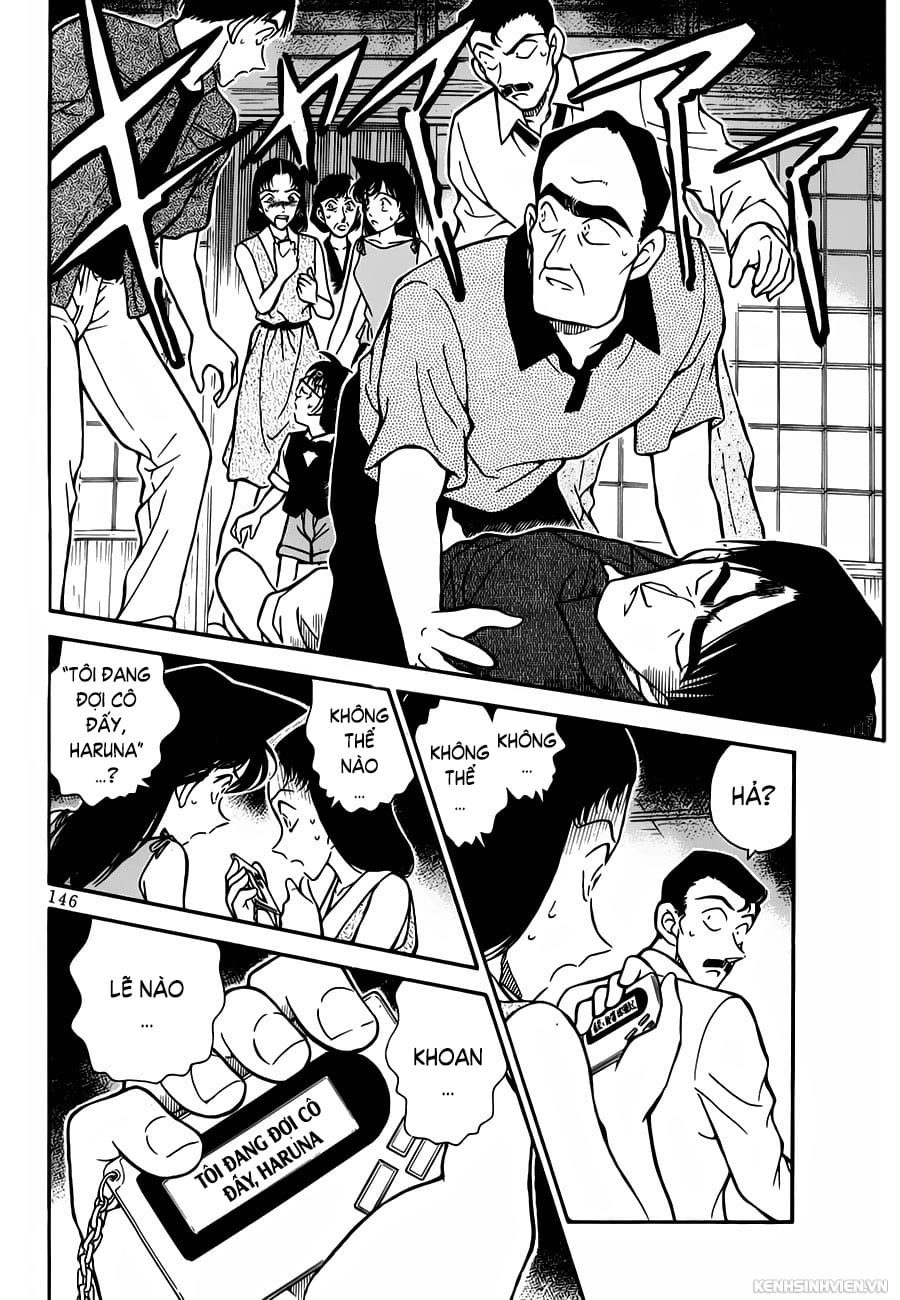 HẢ?
KHÔNG
...
KHÔNG
THỂ
...
KHÔNG
THỂ
NÀO
...
"TÔI ĐANG
ĐỢI CÔ
ĐẤY,
HARUNA"
...?
146
KHOAN
...
LẼ NÀO
...
TÔI ĐANG ĐỢI CÔ
ĐẤY, HARUNA
KENHSINHVIEN.VN